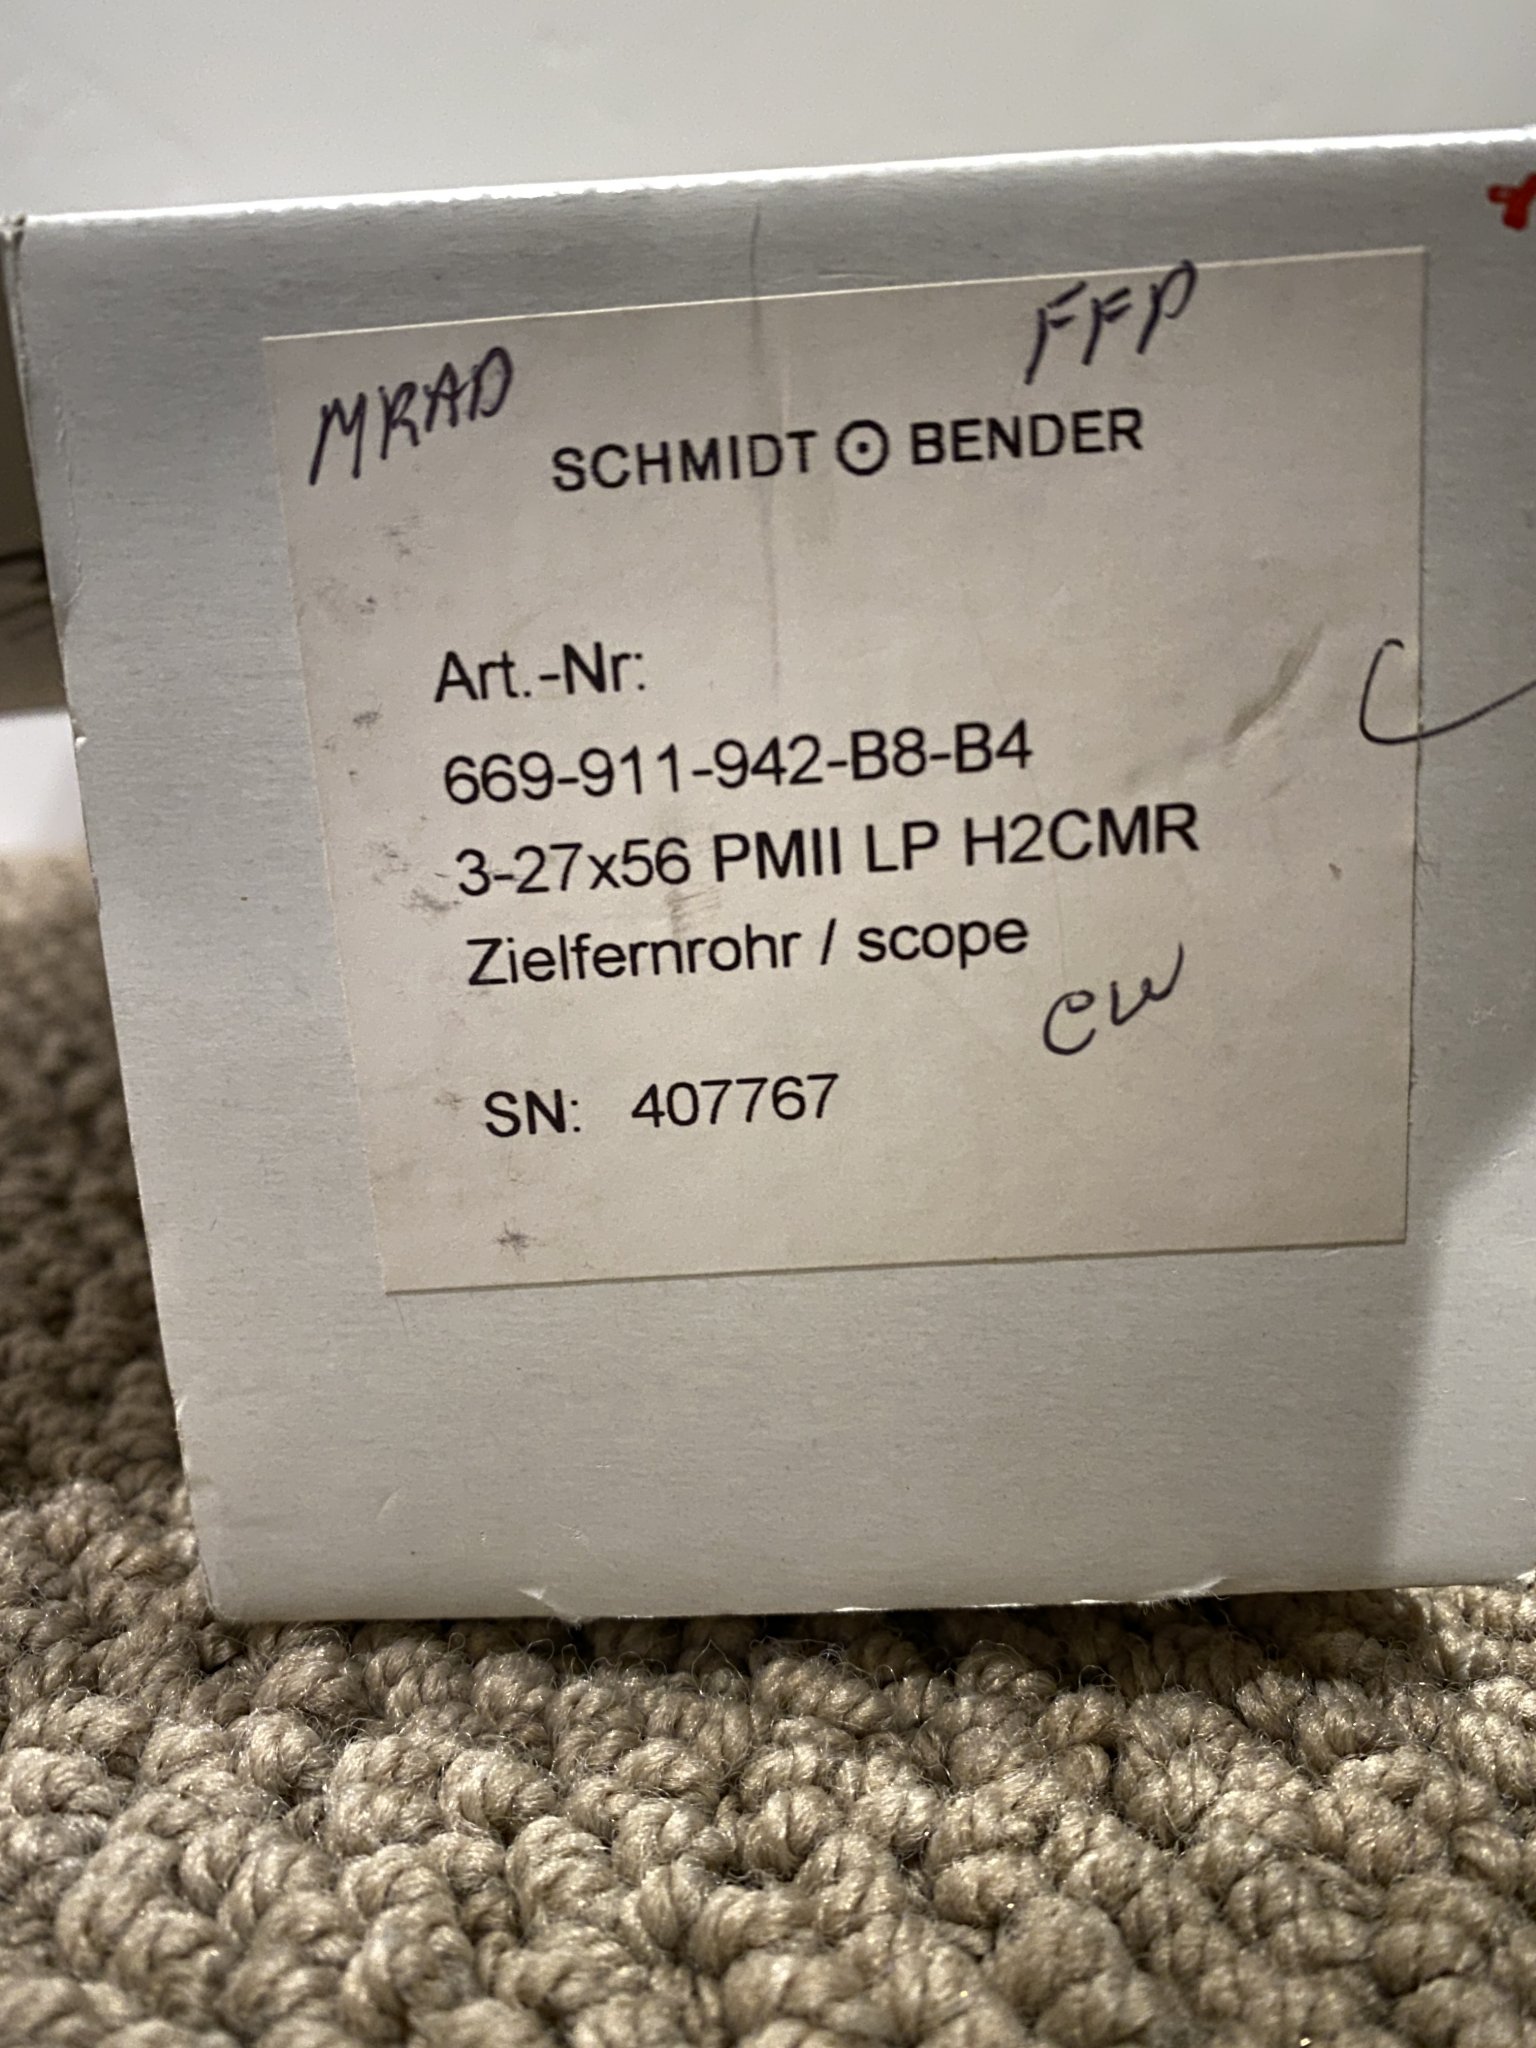 MRAD FFP
SCHMIDT BENDER
Art.-Nr:
669-911-942-B8-B4
3-27x56 PMII LP H2CMR
Zielfernrohr / scope
CW
SN: 407767